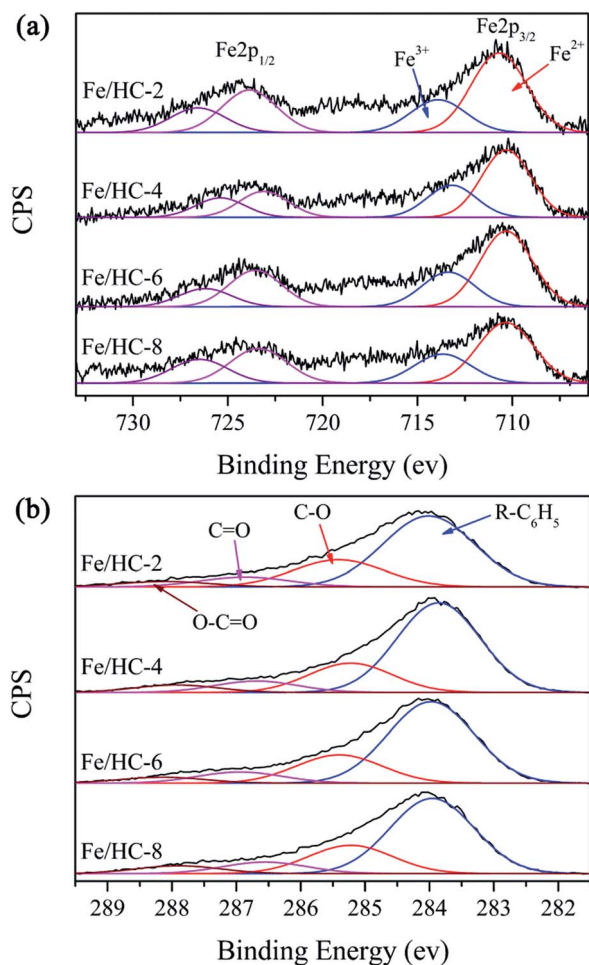 (a)
Fe2p3/2
Fe2p1/2
Fe3+
Fe2+
Fe/HC-2
Fe/HC-4
Fe/HC-6
Fe/HC-8
CPS
730 725 720 715 710
Binding Energy (ev)
(b)
C-O
R-C6H5
C=O
Fe/HC-2
O-C=O
Fe/HC-4
Fe/HC-6
Fe/HC-8
CPS
289 288 287 286 285 284 283 282
Binding Energy (ev)